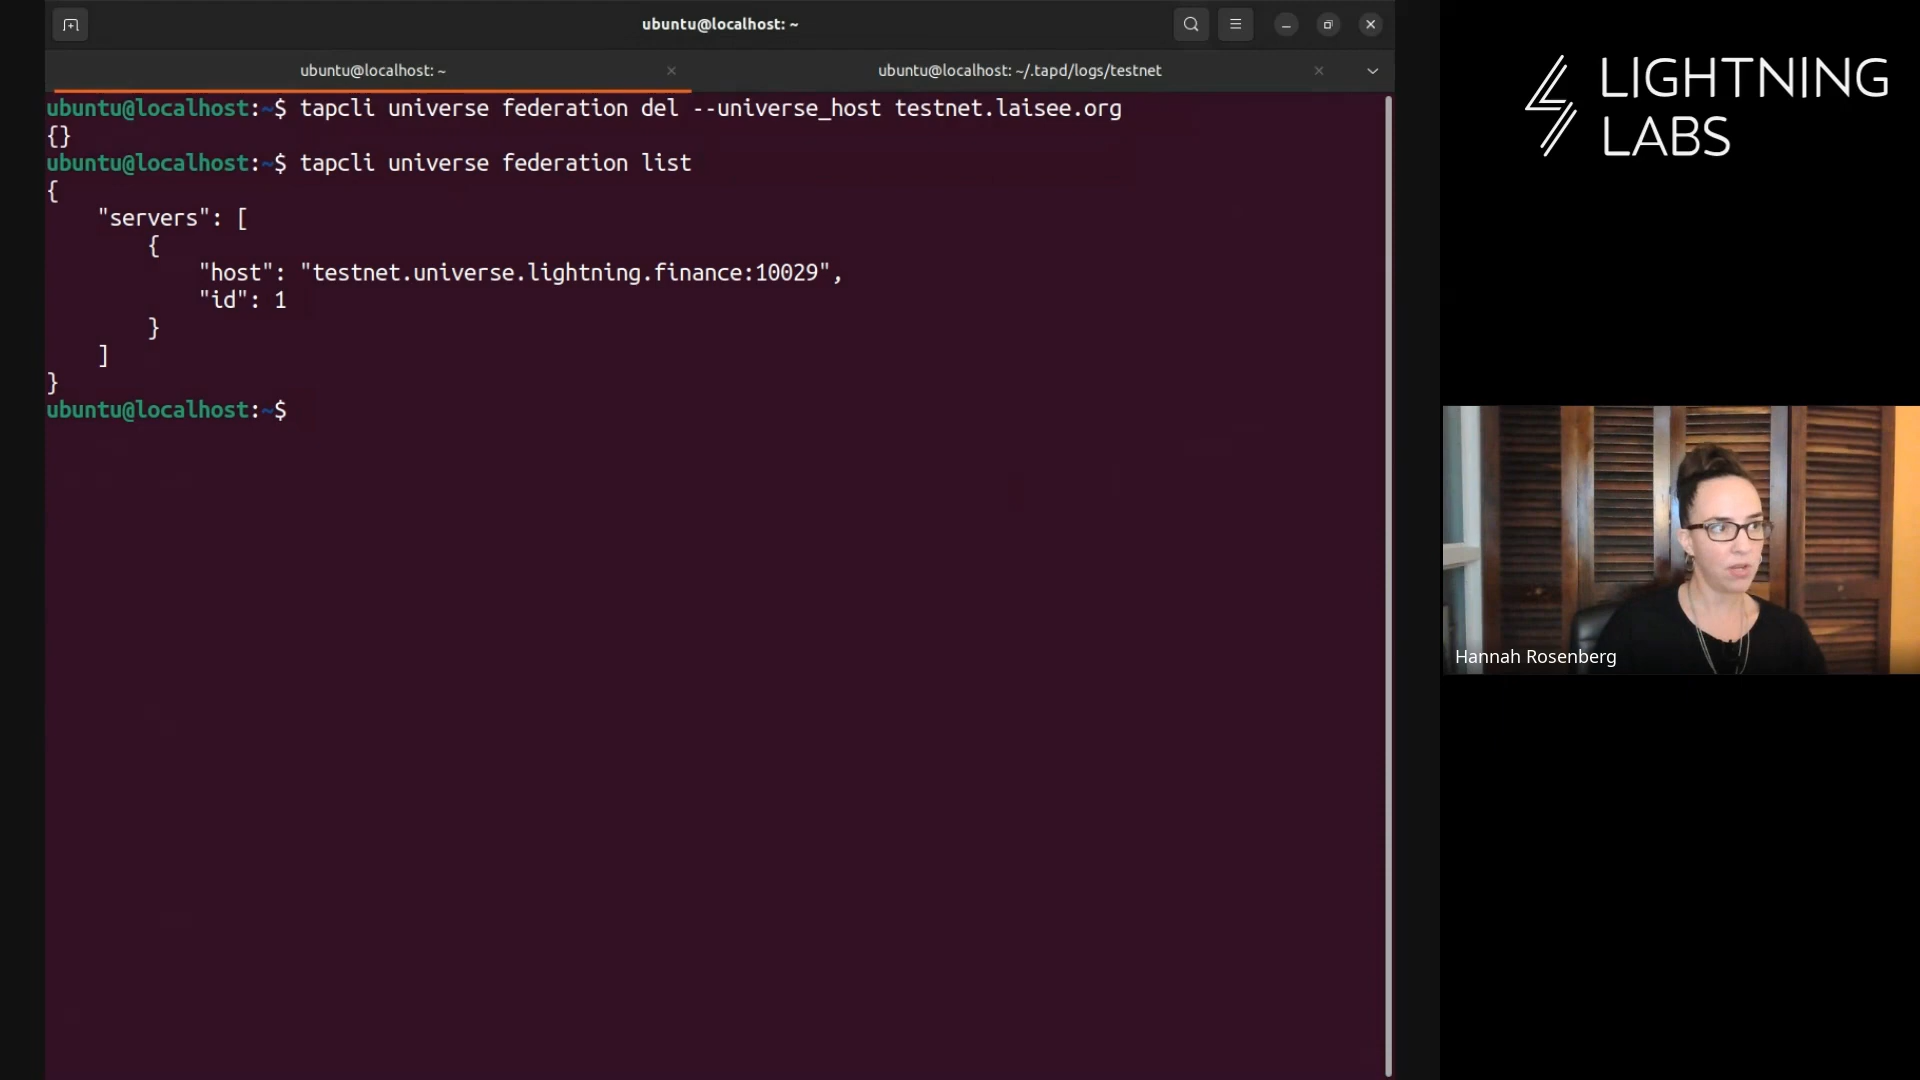 ubuntu@localhost: ~
ubuntu@localhost: ~
ubuntu@localhost: ~/.tapd/logs/testnet
ubuntu@localhost:~$ tapcli universe federation del --universe_host testnet.laisee.org
{}
ubuntu@localhost:~$ tapcli universe federation list
{
    "servers": [
        {
            "host": "testnet.universe.lightning.finance:10029",
            "id": 1
        }
    ]
}
ubuntu@localhost:~$
LIGHTNING
LABS
Hannah Rosenberg